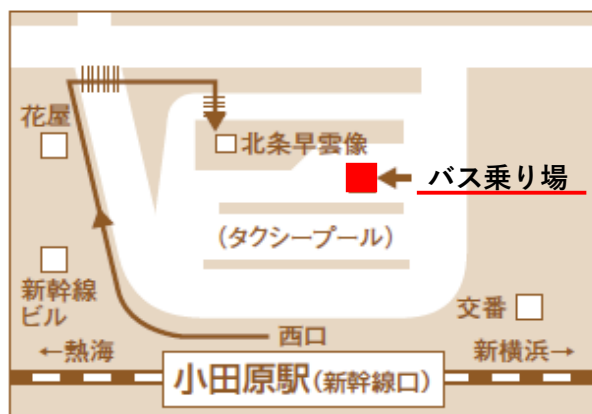 花屋
北条早雲像
バス乗り場
(タクシープール)
新幹線
ビル
交番
西口
←熱海
新横浜→
小田原駅(新幹線口)